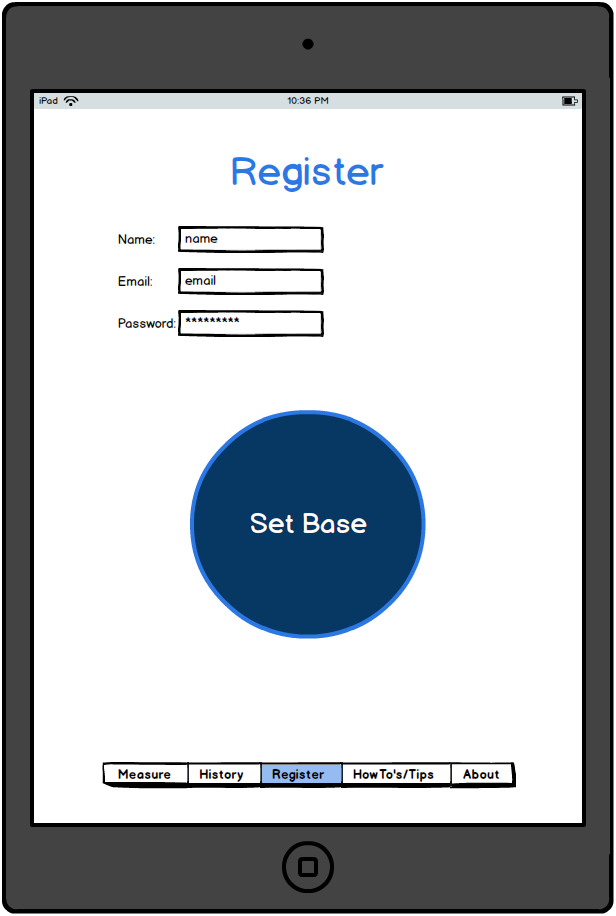 iPad 10:36 PM
Register
Name: name
Email: email
Password: *********
Set Base
Measure History Register HowTo's/Tips About